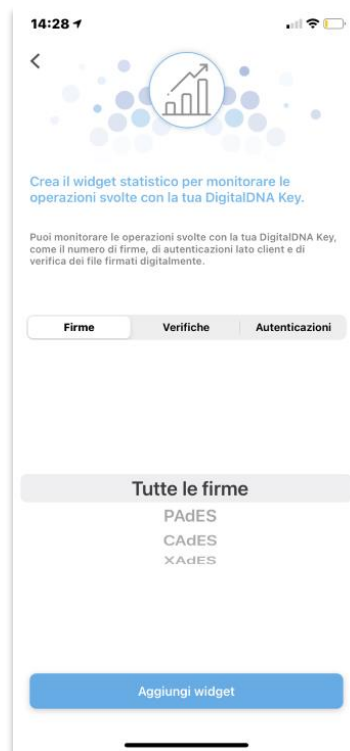 14:28
Crea il widget statistico per monitorare le
operazioni svolte con la tua DigitalDNA Key.
Puoi monitorare le operazioni svolte con la tua DigitalDNA Key,
come il numero di firme, di autenticazioni lato client e di
verifica dei file firmati digitalmente.
Firme Verifiche Autenticazioni
Tutte le firme
PAdES
CAdES
XAdES
Aggiungi widget